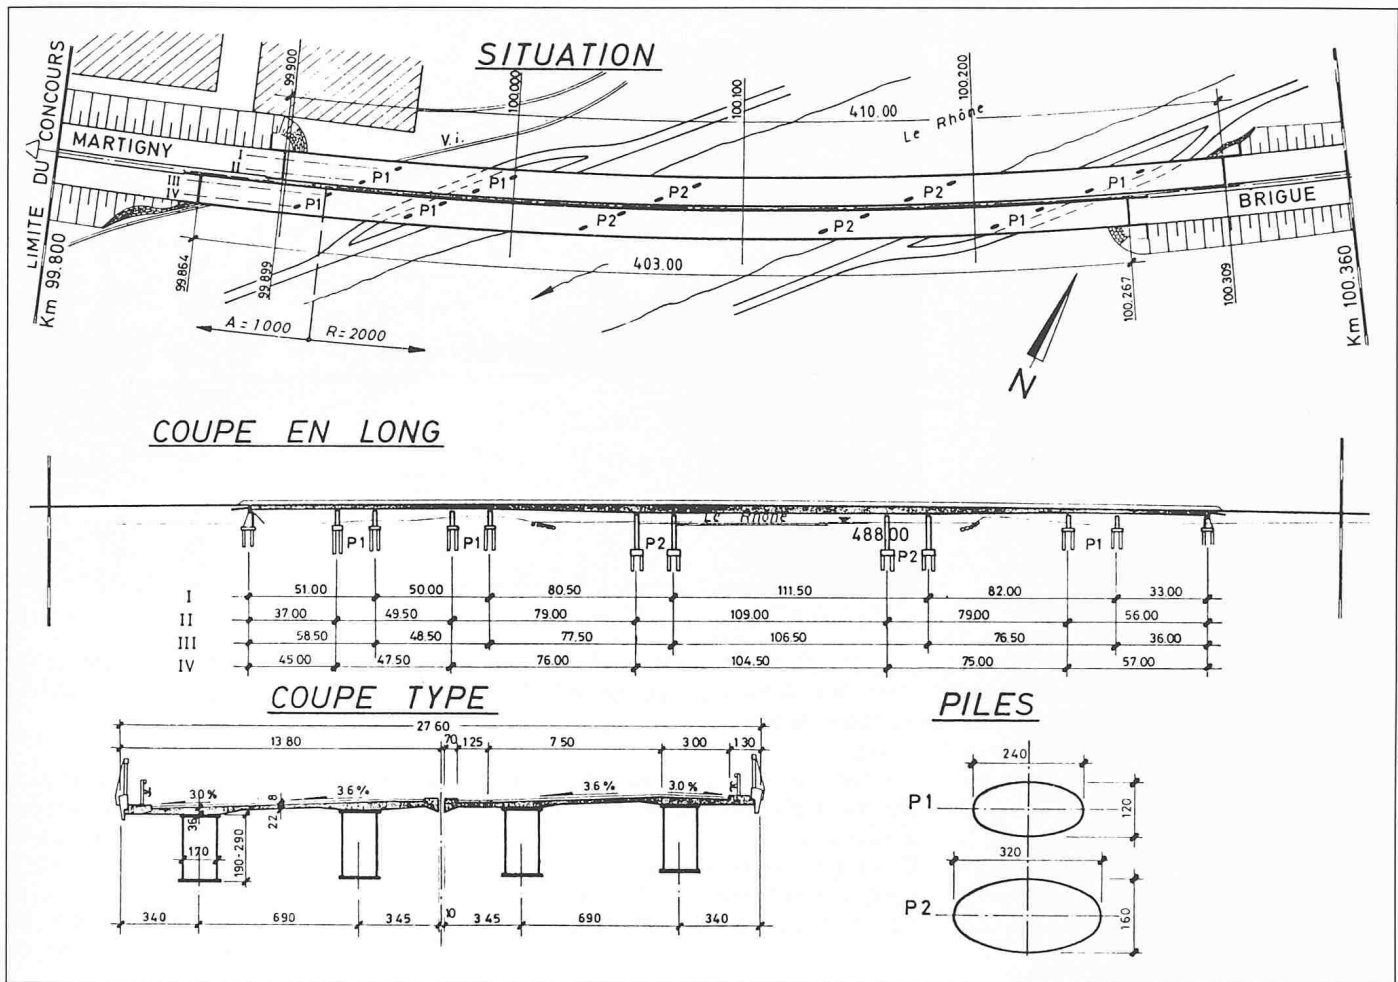 SITUATION
LIMITE DU CONCOURS
Km 99.800
MARTIGNY
99.900
100.000
100.100
100.200
410.00
Le Rhône
V.i.
I
II
III
IV
P1
P1
P2
P2
P1
P1
P1
P2
P2
P1
BRIGUE
99.864
99.899
403.00
100.267
100.309
Km 100.360
A = 1000
R = 2000
N
COUPE EN LONG
Le Rhône
488.00
P1
P1
P2
P2
P1
I 51.00 50.00 80.50 111.50 82.00 33.00
II 37.00 49.50 79.00 109.00 79.00 56.00
III 58.50 48.50 77.50 106.50 76.50 36.00
IV 45.00 47.50 76.00 104.50 75.00 57.00
COUPE TYPE
27 60
13 80 70 125 7 50 3 00 1 30
3.0% 3.6% 3.6% 3.0%
36 22 8
170
190-290
340 690 3 45 10 3 45 690 340
PILES
240
P1
120
320
P2
160